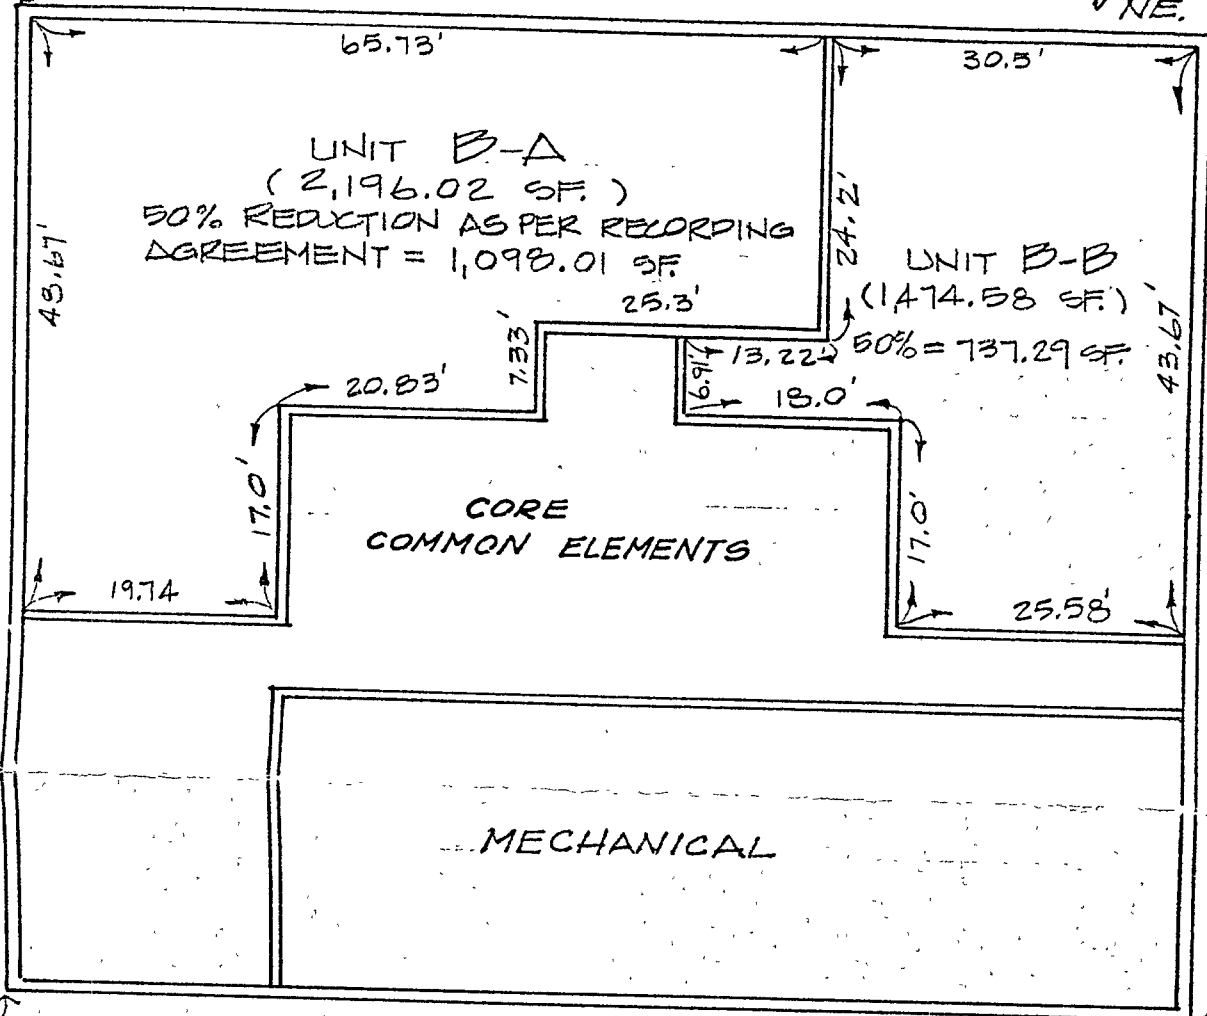 NE.
65.73'
30.5'
UNIT B-A
(2,196.02 SF.)
50% REDUCTION AS PER RECORDING
AGREEMENT = 1,098.01 SF.
43.67'
24.2'
UNIT B-B
(1,474.58 SF.)
50% = 737.29 SF.
43.67'
25.3'
7.33'
13.22'
6.91'
20.83'
18.0'
17.0'
CORE
COMMON ELEMENTS
17.0'
19.74
25.58'
MECHANICAL